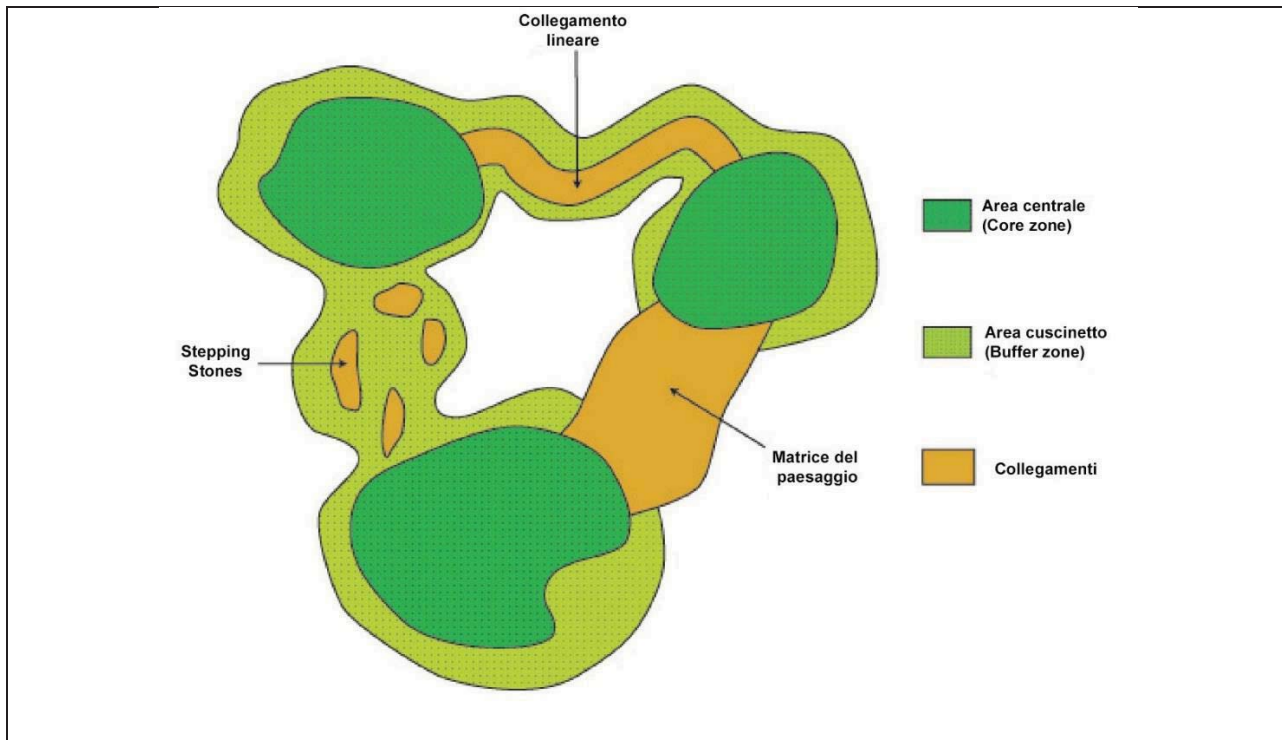 Collegamento
lineare
Area centrale
(Core zone)
Area cuscinetto
(Buffer zone)
Stepping
Stones
Matrice del
paesaggio
Collegamenti